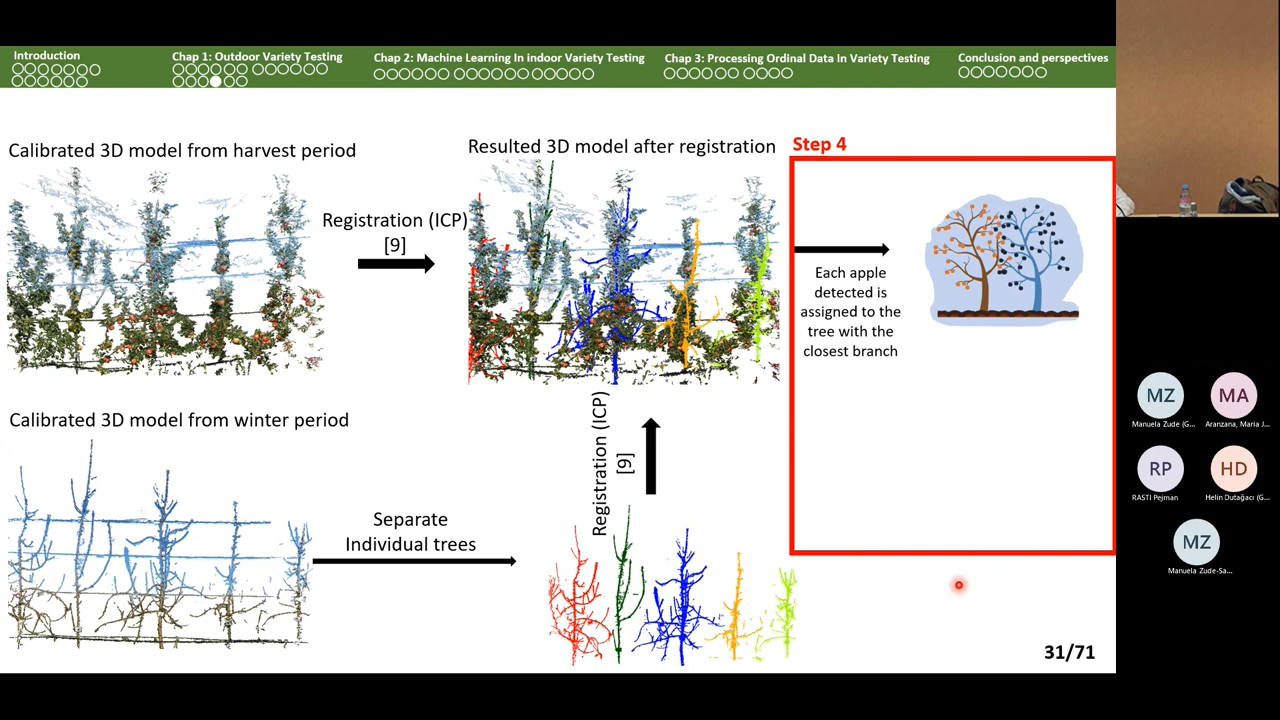 Introduction
Chap 1: Outdoor Variety Testing
Chap 2: Machine Learning In indoor Variety Testing
Chap 3: Processing Ordinal Data In Variety Testing
Conclusion and perspectives
Calibrated 3D model from harvest period
Registration (ICP)
[9]
Resulted 3D model after registration
Step 4
Each apple
detected is
assigned to the
tree with the
closest branch
Calibrated 3D model from winter period
Separate
Individual trees
Registration (ICP)
[9]
31/71
MZ
Manuela Zude (G...
MA
Aranzana, Maria J...
RP
RASTI Pejman
HD
Helin Dutağacı (G...
MZ
Manuela Zude-Sa...